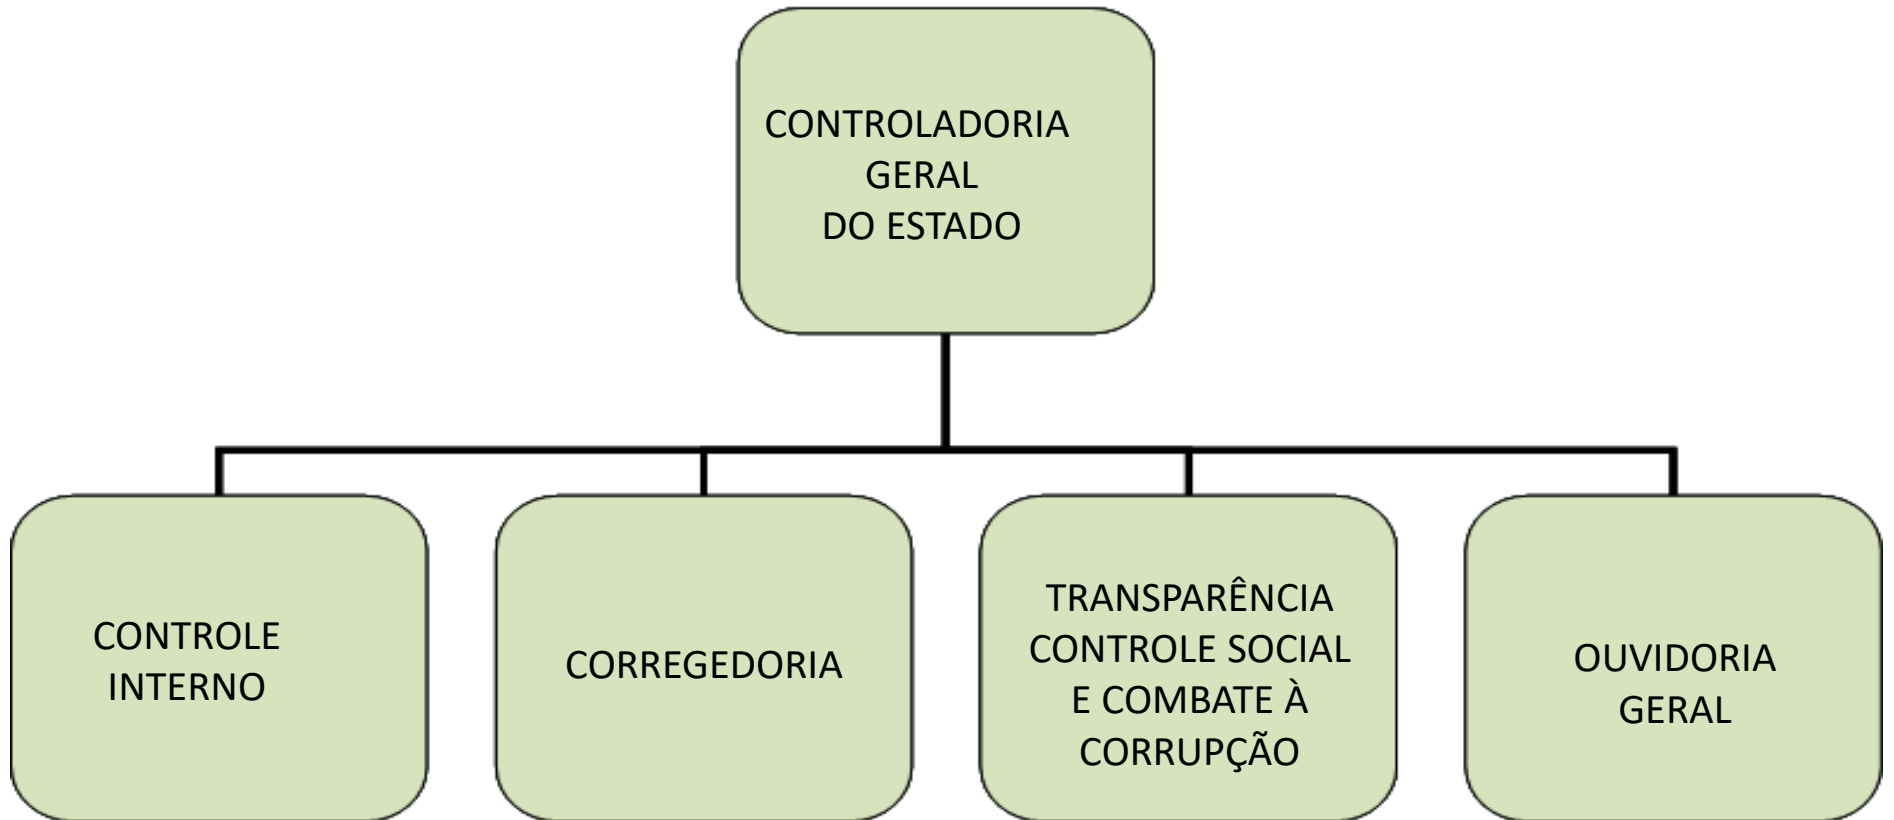 CONTROLADORIA
GERAL
DO ESTADO
CONTROLE
INTERNO
CORREGEDORIA
TRANSPARÊNCIA
CONTROLE SOCIAL
E COMBATE À
CORRUPÇÃO
OUVIDORIA
GERAL